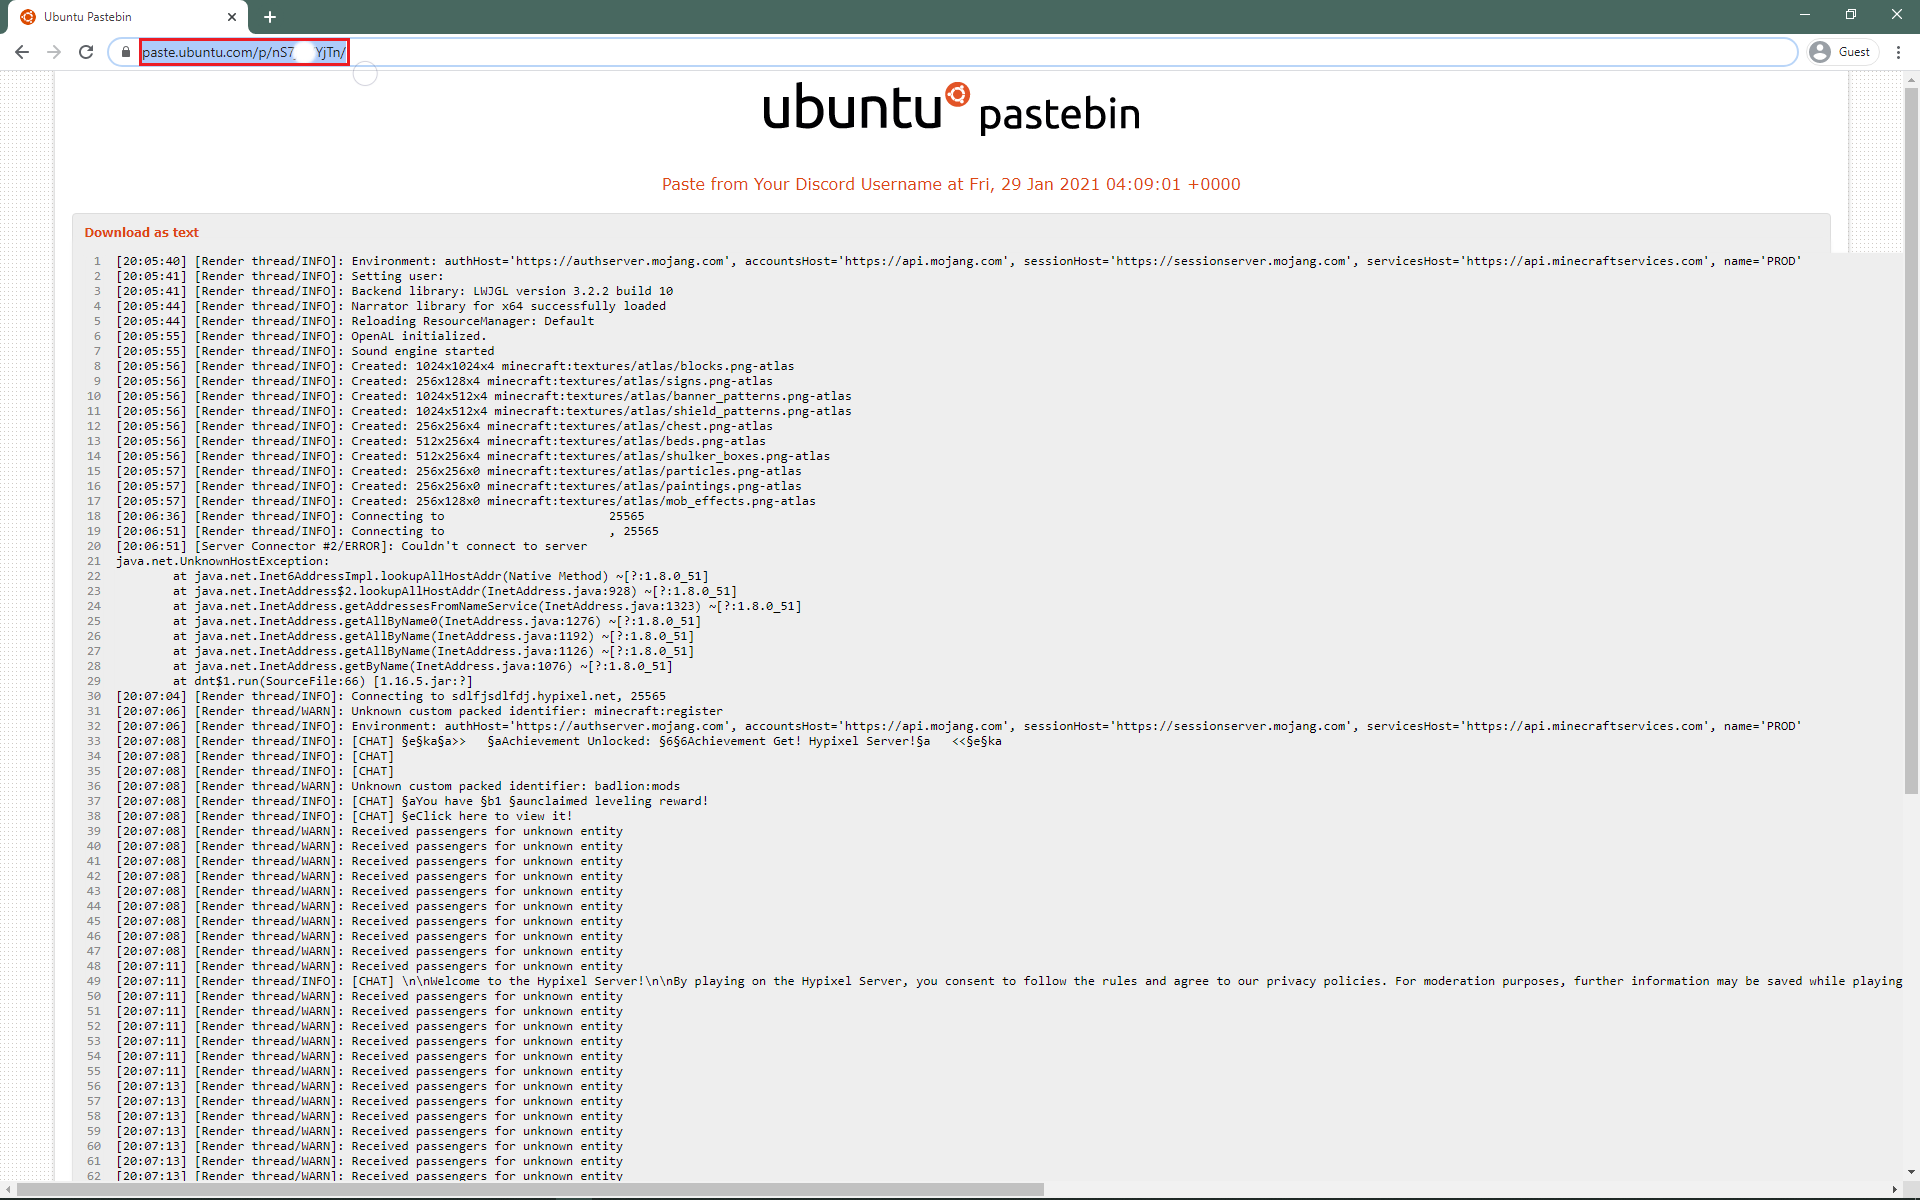 Ubuntu Pastebin
paste.ubuntu.com/p/nS7 YjTn/
Guest
ubuntu pastebin
Paste from Your Discord Username at Fri, 29 Jan 2021 04:09:01 +0000
Download as text
1 [20:05:40] [Render thread/INFO]: Environment: authHost='https://authserver.mojang.com', accountsHost='https://api.mojang.com', sessionHost='https://sessionserver.mojang.com', servicesHost='https://api.minecraftservices.com', name='PROD'
2 [20:05:41] [Render thread/INFO]: Setting user:
3 [20:05:41] [Render thread/INFO]: Backend library: LWJGL version 3.2.2 build 10
4 [20:05:44] [Render thread/INFO]: Narrator library for x64 successfully loaded
5 [20:05:44] [Render thread/INFO]: Reloading ResourceManager: Default
6 [20:05:55] [Render thread/INFO]: OpenAL initialized.
7 [20:05:55] [Render thread/INFO]: Sound engine started
8 [20:05:56] [Render thread/INFO]: Created: 1024x1024x4 minecraft:textures/atlas/blocks.png-atlas
9 [20:05:56] [Render thread/INFO]: Created: 256x128x4 minecraft:textures/atlas/signs.png-atlas
10 [20:05:56] [Render thread/INFO]: Created: 1024x512x4 minecraft:textures/atlas/banner_patterns.png-atlas
11 [20:05:56] [Render thread/INFO]: Created: 1024x512x4 minecraft:textures/atlas/shield_patterns.png-atlas
12 [20:05:56] [Render thread/INFO]: Created: 256x256x4 minecraft:textures/atlas/chest.png-atlas
13 [20:05:56] [Render thread/INFO]: Created: 512x256x4 minecraft:textures/atlas/beds.png-atlas
14 [20:05:56] [Render thread/INFO]: Created: 512x256x4 minecraft:textures/atlas/shulker_boxes.png-atlas
15 [20:05:57] [Render thread/INFO]: Created: 256x256x0 minecraft:textures/atlas/particles.png-atlas
16 [20:05:57] [Render thread/INFO]: Created: 256x256x0 minecraft:textures/atlas/paintings.png-atlas
17 [20:05:57] [Render thread/INFO]: Created: 256x128x0 minecraft:textures/atlas/mob_effects.png-atlas
18 [20:06:36] [Render thread/INFO]: Connecting to 25565
19 [20:06:51] [Render thread/INFO]: Connecting to , 25565
20 [20:06:51] [Server Connector #2/ERROR]: Couldn't connect to server
21 java.net.UnknownHostException:
22 at java.net.Inet6AddressImpl.lookupAllHostAddr(Native Method) ~[?:1.8.0_51]
23 at java.net.InetAddress$2.lookupAllHostAddr(InetAddress.java:928) ~[?:1.8.0_51]
24 at java.net.InetAddress.getAddressesFromNameService(InetAddress.java:1323) ~[?:1.8.0_51]
25 at java.net.InetAddress.getAllByName0(InetAddress.java:1276) ~[?:1.8.0_51]
26 at java.net.InetAddress.getAllByName(InetAddress.java:1192) ~[?:1.8.0_51]
27 at java.net.InetAddress.getAllByName(InetAddress.java:1126) ~[?:1.8.0_51]
28 at java.net.InetAddress.getByName(InetAddress.java:1076) ~[?:1.8.0_51]
29 at dnt$1.run(SourceFile:66) [1.16.5.jar:?]
30 [20:07:04] [Render thread/INFO]: Connecting to sdlfjsdlfdj.hypixel.net, 25565
31 [20:07:06] [Render thread/WARN]: Unknown custom packed identifier: minecraft:register
32 [20:07:06] [Render thread/INFO]: Environment: authHost='https://authserver.mojang.com', accountsHost='https://api.mojang.com', sessionHost='https://sessionserver.mojang.com', servicesHost='https://api.minecraftservices.com', name='PROD'
33 [20:07:08] [Render thread/INFO]: [CHAT] §e§ka§a>>   §aAchievement Unlocked: §6§6Achievement Get! Hypixel Server!§a   <<§e§ka
34 [20:07:08] [Render thread/INFO]: [CHAT]
35 [20:07:08] [Render thread/INFO]: [CHAT]
36 [20:07:08] [Render thread/WARN]: Unknown custom packed identifier: badlion:mods
37 [20:07:08] [Render thread/INFO]: [CHAT] §aYou have §b1 §aunclaimed leveling reward!
38 [20:07:08] [Render thread/INFO]: [CHAT] §eClick here to view it!
39 [20:07:08] [Render thread/WARN]: Received passengers for unknown entity
40 [20:07:08] [Render thread/WARN]: Received passengers for unknown entity
41 [20:07:08] [Render thread/WARN]: Received passengers for unknown entity
42 [20:07:08] [Render thread/WARN]: Received passengers for unknown entity
43 [20:07:08] [Render thread/WARN]: Received passengers for unknown entity
44 [20:07:08] [Render thread/WARN]: Received passengers for unknown entity
45 [20:07:08] [Render thread/WARN]: Received passengers for unknown entity
46 [20:07:08] [Render thread/WARN]: Received passengers for unknown entity
47 [20:07:08] [Render thread/WARN]: Received passengers for unknown entity
48 [20:07:11] [Render thread/WARN]: Received passengers for unknown entity
49 [20:07:11] [Render thread/INFO]: [CHAT] \n\nWelcome to the Hypixel Server!\n\nBy playing on the Hypixel Server, you consent to follow the rules and agree to our privacy policies. For moderation purposes, further information may be saved while playing
50 [20:07:11] [Render thread/WARN]: Received passengers for unknown entity
51 [20:07:11] [Render thread/WARN]: Received passengers for unknown entity
52 [20:07:11] [Render thread/WARN]: Received passengers for unknown entity
53 [20:07:11] [Render thread/WARN]: Received passengers for unknown entity
54 [20:07:11] [Render thread/WARN]: Received passengers for unknown entity
55 [20:07:11] [Render thread/WARN]: Received passengers for unknown entity
56 [20:07:13] [Render thread/WARN]: Received passengers for unknown entity
57 [20:07:13] [Render thread/WARN]: Received passengers for unknown entity
58 [20:07:13] [Render thread/WARN]: Received passengers for unknown entity
59 [20:07:13] [Render thread/WARN]: Received passengers for unknown entity
60 [20:07:13] [Render thread/WARN]: Received passengers for unknown entity
61 [20:07:13] [Render thread/WARN]: Received passengers for unknown entity
62 [20:07:13] [Render thread/WARN]: Received passengers for unknown entity